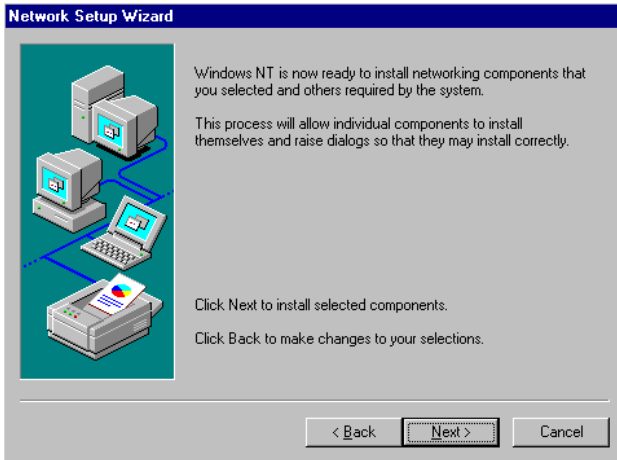 Network Setup Wizard
Windows NT is now ready to install networking components that
you selected and others required by the system.
This process will allow individual components to install
themselves and raise dialogs so that they may install correctly.
Click Next to install selected components.
Click Back to make changes to your selections.
< Back
Next >
Cancel